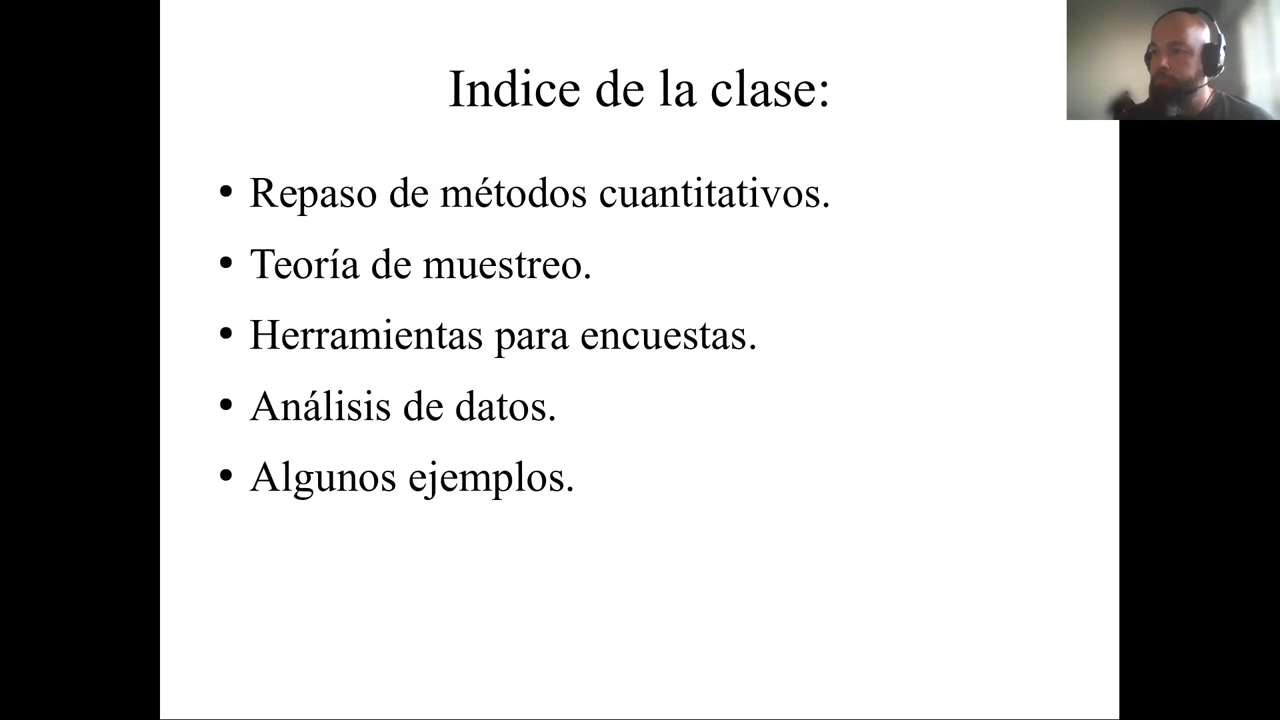 Indice de la clase:
• Repaso de métodos cuantitativos.
• Teoría de muestreo.
• Herramientas para encuestas.
• Análisis de datos.
• Algunos ejemplos.